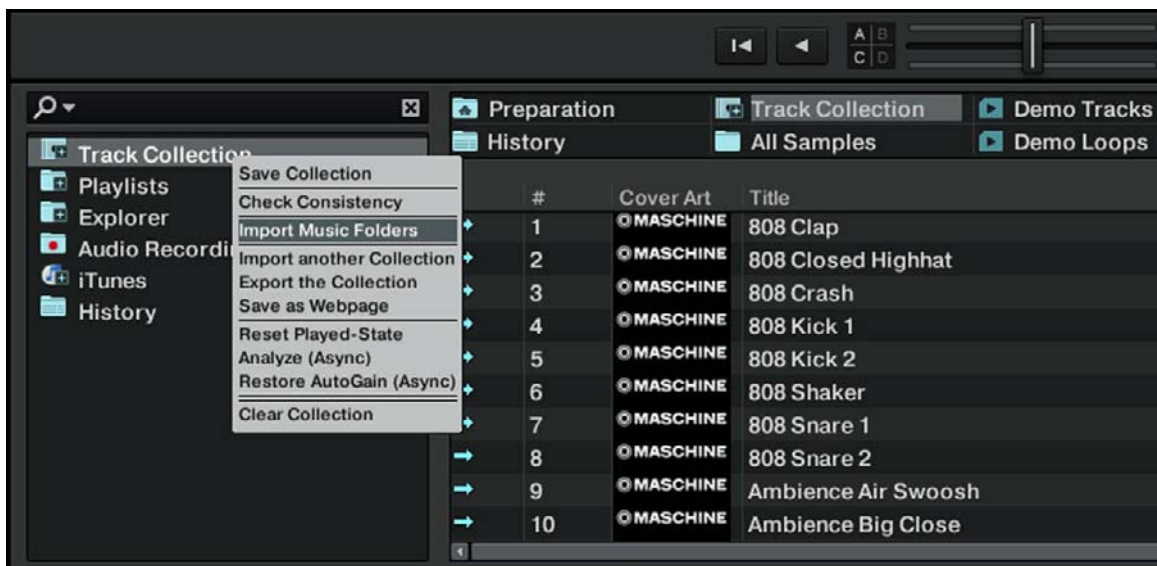 A B
C D
Preparation Track Collection Demo Tracks
History All Samples Demo Loops
Track Collection
Playlists
Explorer
Audio Recordi
iTunes
History
Save Collection
Check Consistency
Import Music Folders
Import another Collection
Export the Collection
Save as Webpage
Reset Played-State
Analyze (Async)
Restore AutoGain (Async)
Clear Collection
# Cover Art Title
1 MASCHINE 808 Clap
2 MASCHINE 808 Closed Highhat
3 MASCHINE 808 Crash
4 MASCHINE 808 Kick 1
5 MASCHINE 808 Kick 2
6 MASCHINE 808 Shaker
7 MASCHINE 808 Snare 1
8 MASCHINE 808 Snare 2
9 MASCHINE Ambience Air Swoosh
10 MASCHINE Ambience Big Close